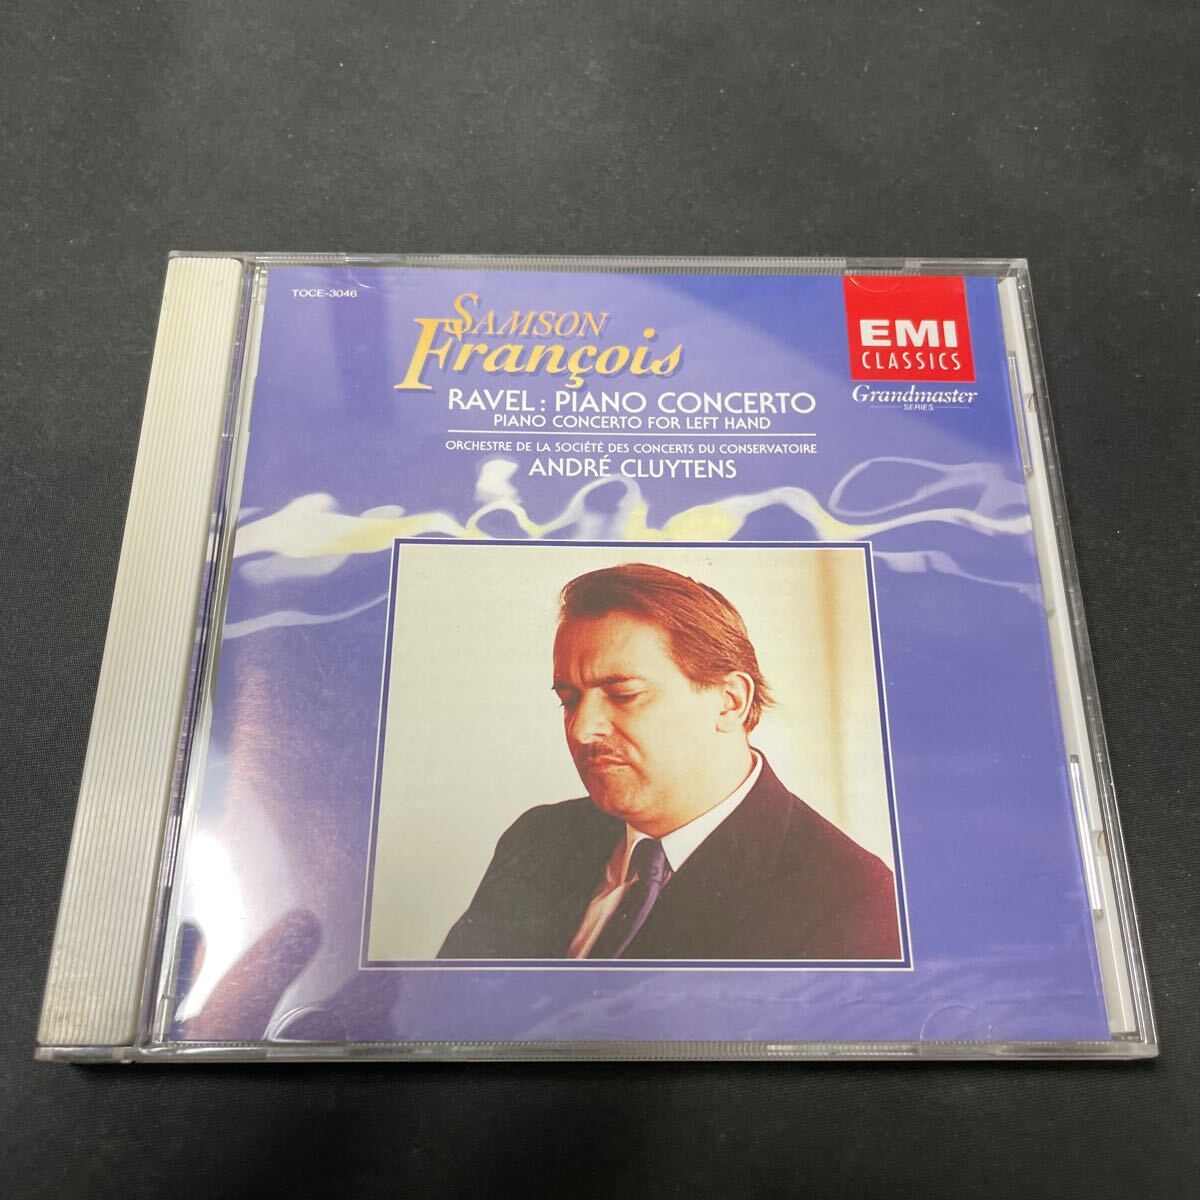 TOCE-3046
SAMSON
François
RAVEL: PIANO CONCERTO
PIANO CONCERTO FOR LEFT HAND
ORCHESTRE DE LA SOCIÉTÉ DES CONCERTS DU CONSERVATOIRE
ANDRÉ CLUYTENS
EMI
CLASSICS
Grandmaster
SERIES